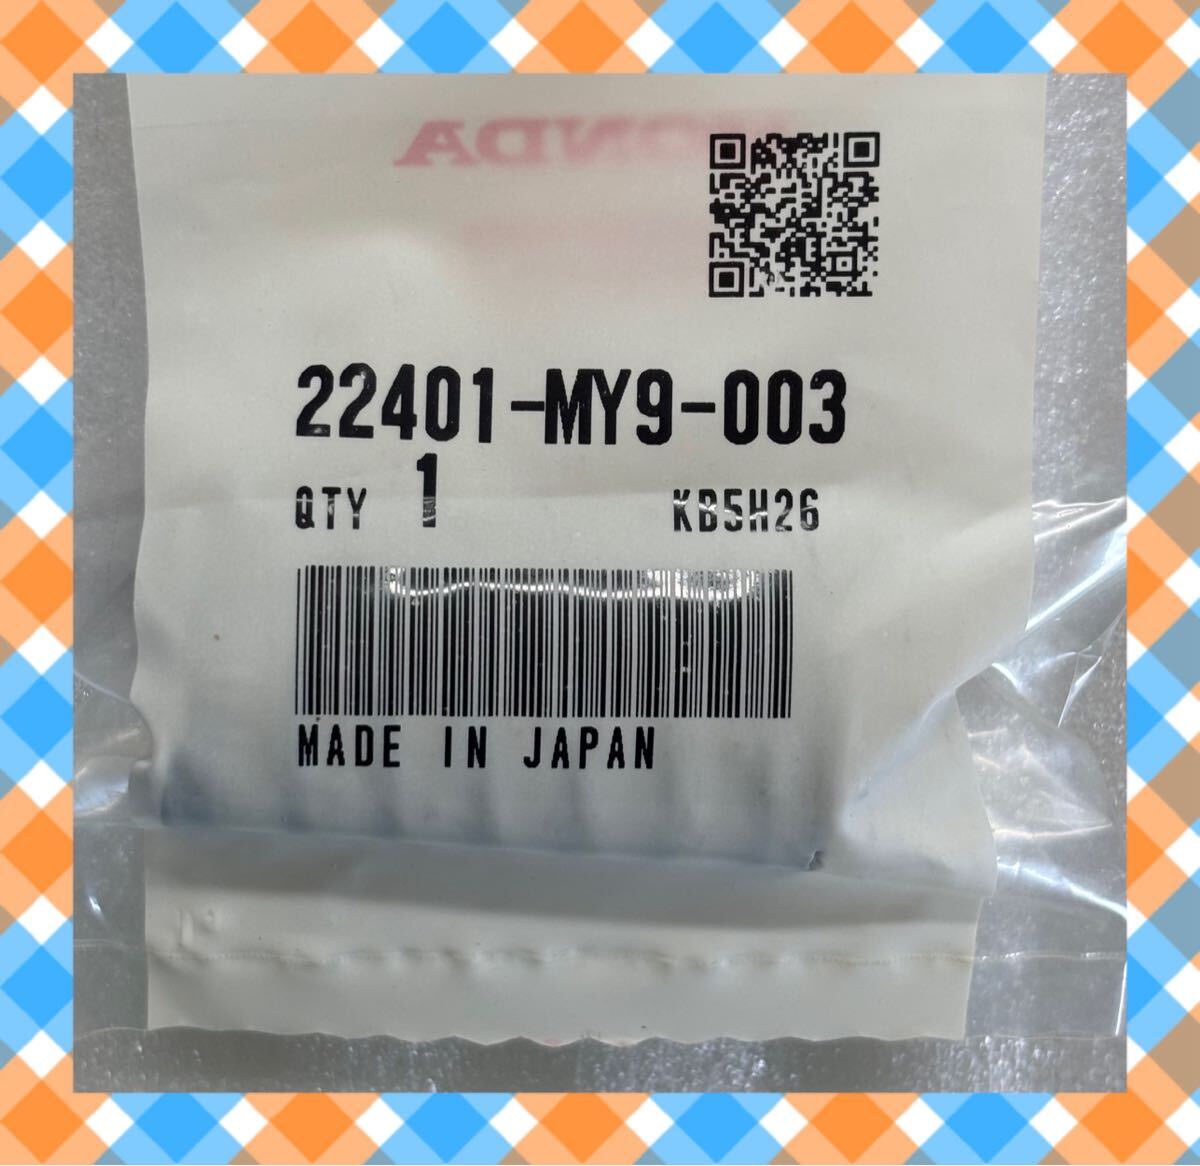 HONDA
22401-MY9-003
QTY 1 KB5H26
MADE IN JAPAN